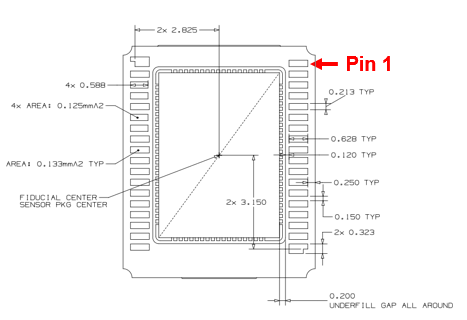 2x 2.825
Pin 1
4x 0.588
0.213 TYP
4x AREA: 0.125mm^2
0.628 TYP
0.120 TYP
AREA: 0.133mm^2 TYP
0.250 TYP
FIDUCIAL CENTER
SENSOR PKG CENTER
2x 3.150
0.150 TYP
2x 0.323
0.200
UNDERFILL GAP ALL AROUND